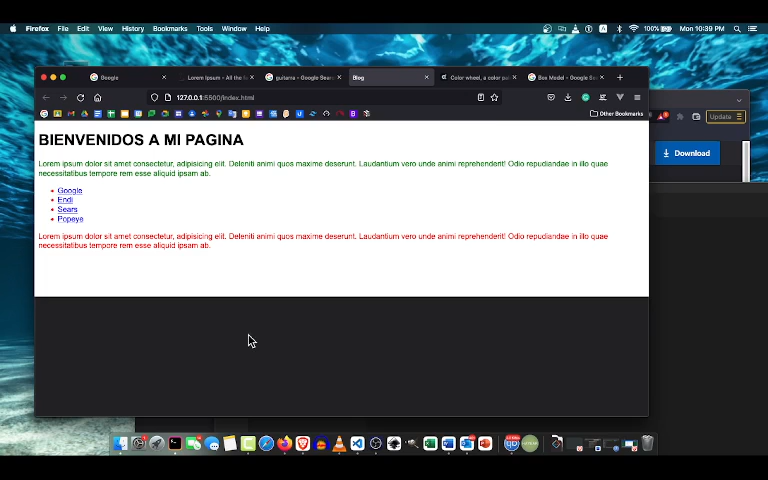 Firefox File Edit View History Bookmarks Tools Window Help 100% Mon 10:39 PM
Google Lorem Ipsum - All the guitarra - Google Sear Blog Color wheel, a color pa Box Model - Google Se
127.0.0.1:5500/index.html
Other Bookmarks
Update
Download
BIENVENIDOS A MI PAGINA
Lorem ipsum dolor sit amet consectetur, adipisicing elit. Deleniti animi quos maxime deserunt. Laudantium vero unde animi reprehenderit! Odio repudiandae in illo quae
necessitatibus tempore rem esse aliquid ipsam ab.
Google
Endi
Sears
Popeye
Lorem ipsum dolor sit amet consectetur, adipisicing elit. Deleniti animi quos maxime deserunt. Laudantium vero unde animi reprehenderit! Odio repudiandae in illo quae
necessitatibus tempore rem esse aliquid ipsam ab.